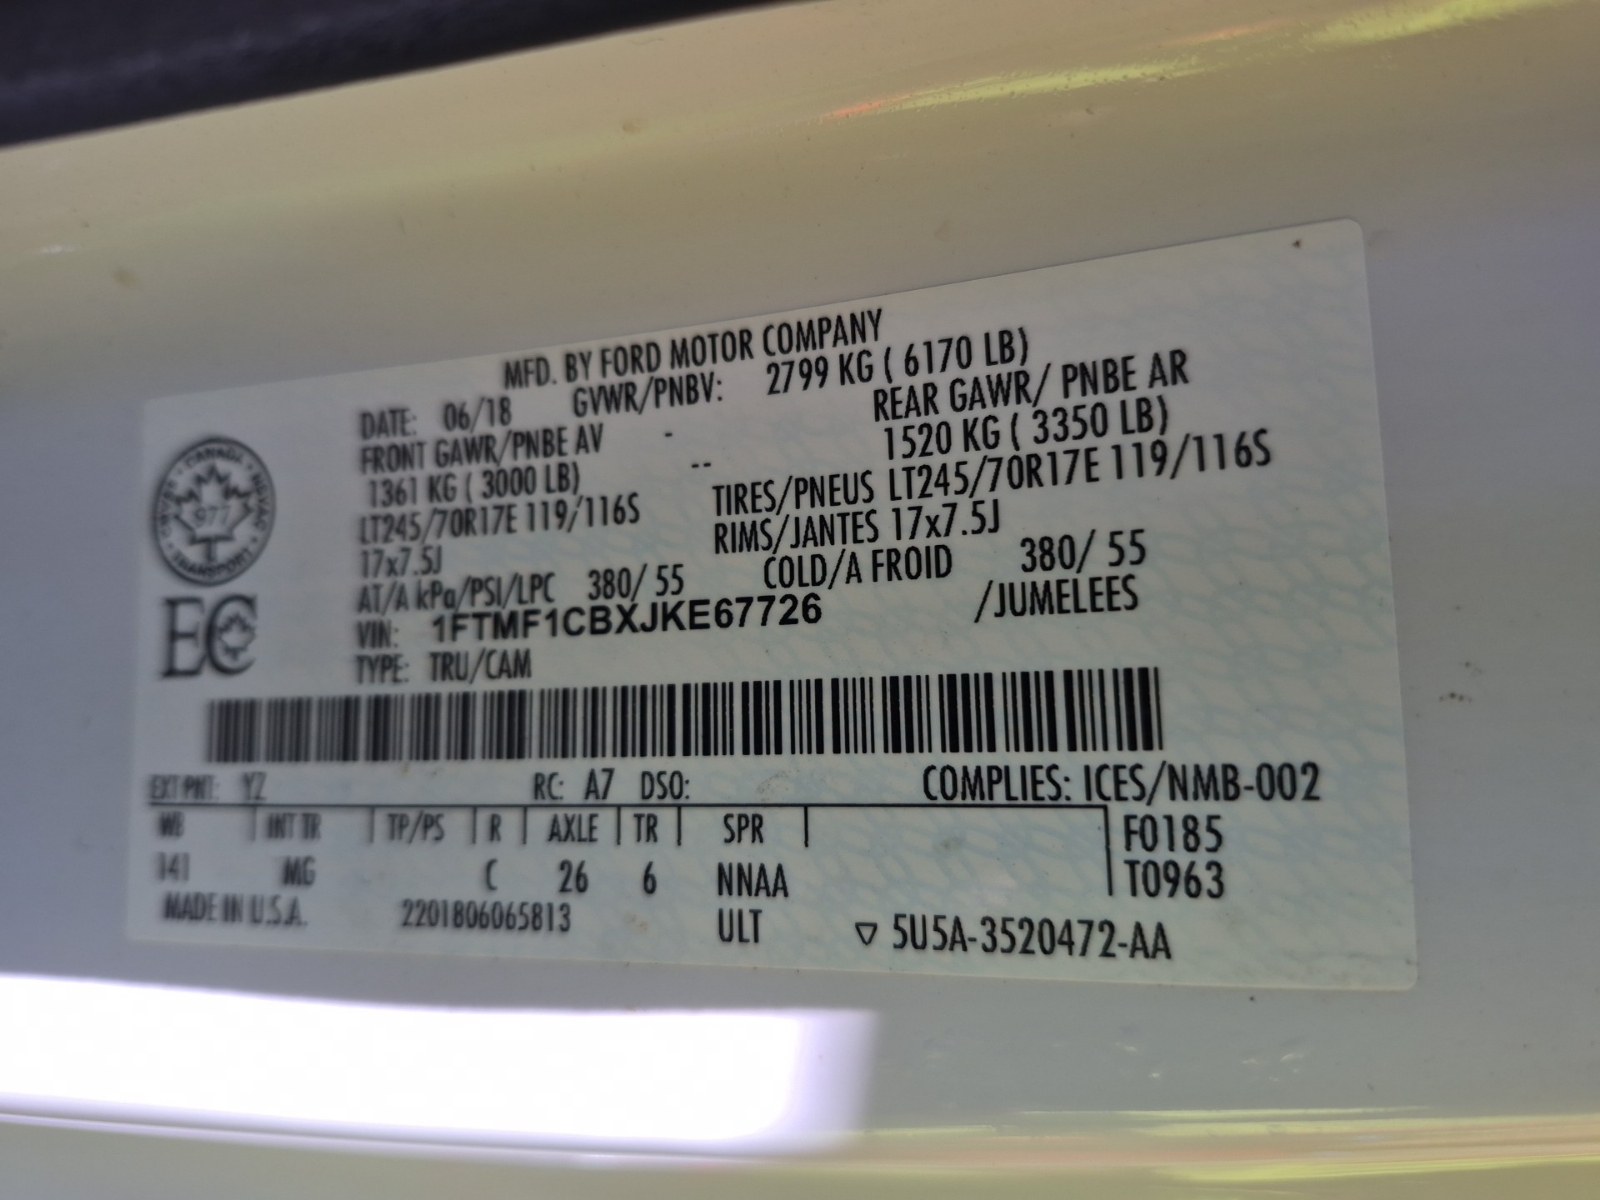 MFD. BY FORD MOTOR COMPANY
DATE: 06/18 GVWR/PNBV: 2799 KG ( 6170 LB)
FRONT GAWR/PNBE AV - REAR GAWR/ PNBE AR
1361 KG ( 3000 LB) -- 1520 KG ( 3350 LB)
LT245/70R17E 119/116S TIRES/PNEUS LT245/70R17E 119/116S
17x7.5J RIMS/JANTES 17x7.5J
AT/A kPa/PSI/LPC 380/ 55 COLD/A FROID 380/ 55
VIN: 1FTMF1CBXJKE67726 /JUMELEES
TYPE: TRU/CAM
CANADA
977
TRANSPORT
EC
EXT PNT: YZ RC: A7 DSO: COMPLIES: ICES/NMB-002
WB INT TR TP/PS R AXLE TR SPR F0185
141 MG C 26 6 NNAA T0963
MADE IN U.S.A. 2201806065813 ULT ▽ 5U5A-3520472-AA